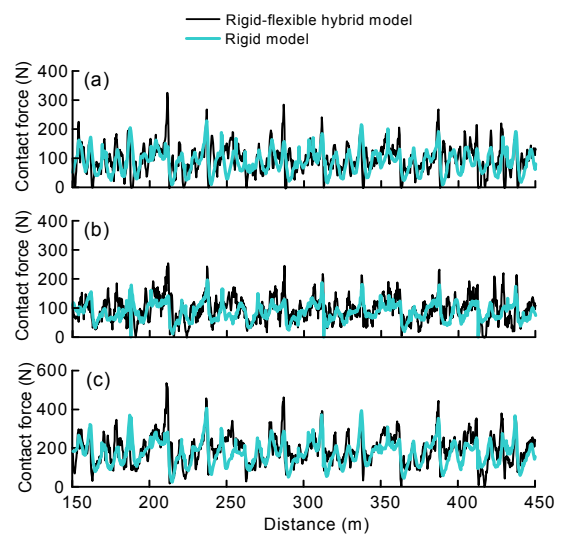 Rigid-flexible hybrid model
Rigid model
(a)
Contact force (N)
400
300
200
100
0
(b)
Contact force (N)
400
300
200
100
0
(c)
Contact force (N)
600
400
200
0
150 200 250 300 350 400 450
Distance (m)